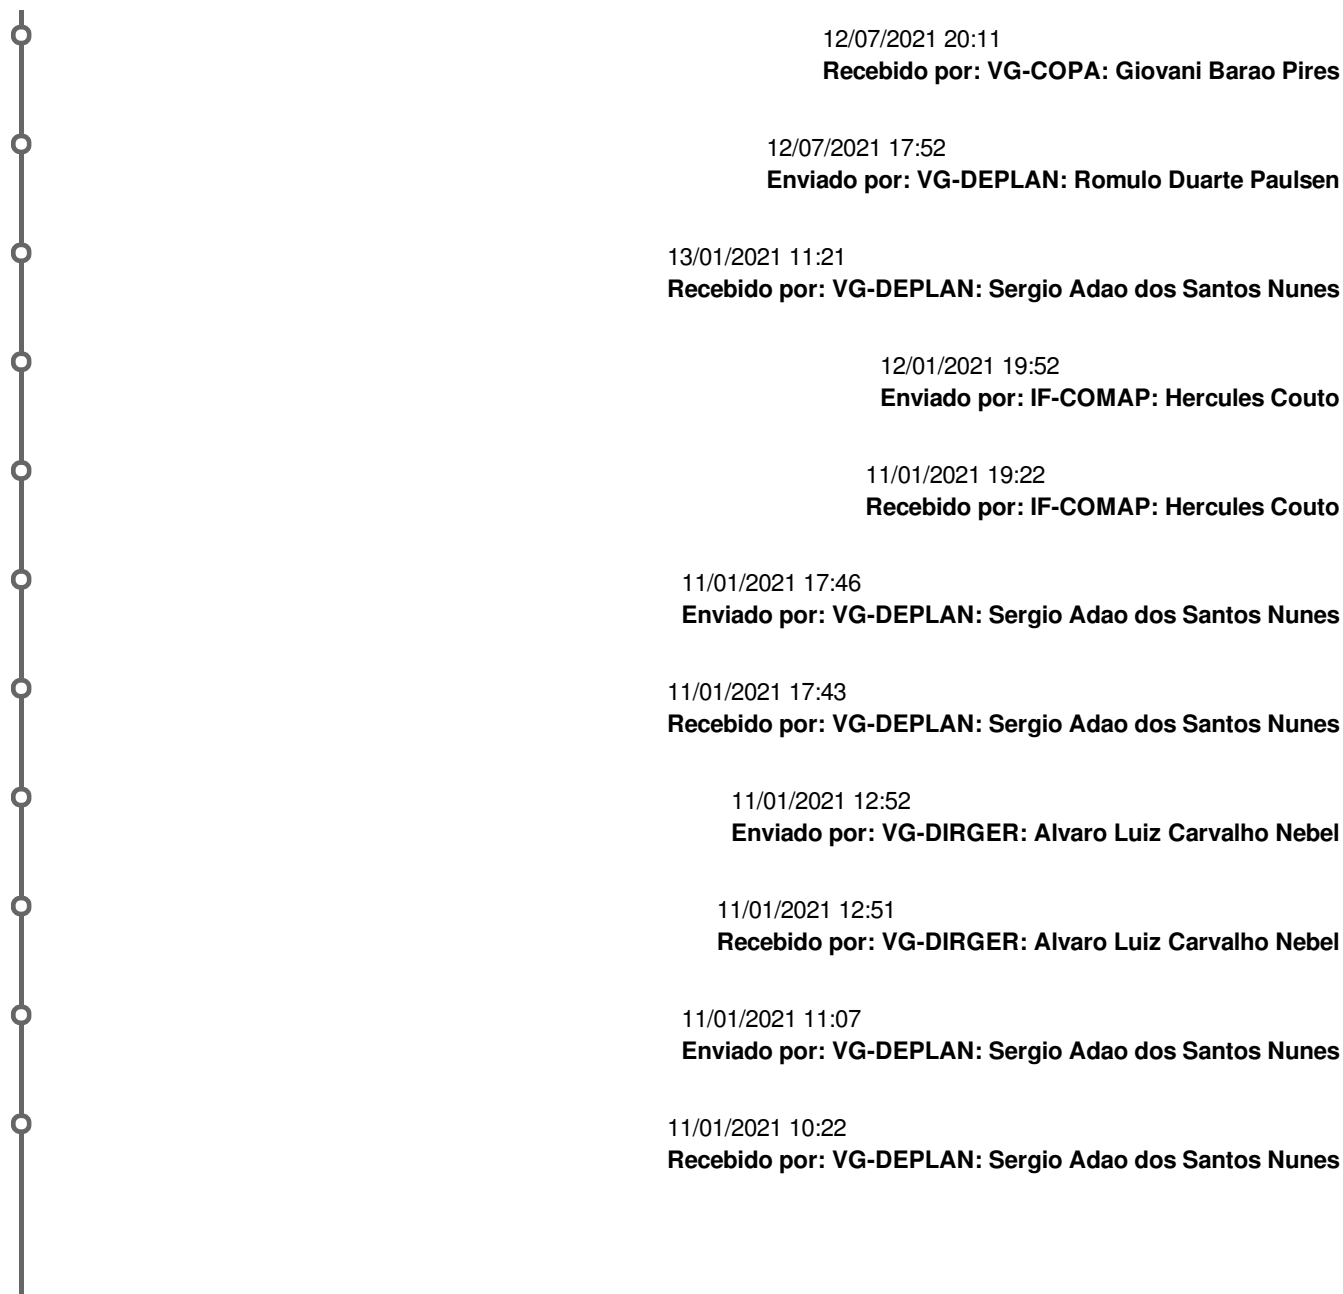 12/07/2021 20:11
Recebido por: VG-COPA: Giovani Barao Pires
12/07/2021 17:52
Enviado por: VG-DEPLAN: Romulo Duarte Paulsen
13/01/2021 11:21
Recebido por: VG-DEPLAN: Sergio Adao dos Santos Nunes
12/01/2021 19:52
Enviado por: IF-COMAP: Hercules Couto
11/01/2021 19:22
Recebido por: IF-COMAP: Hercules Couto
11/01/2021 17:46
Enviado por: VG-DEPLAN: Sergio Adao dos Santos Nunes
11/01/2021 17:43
Recebido por: VG-DEPLAN: Sergio Adao dos Santos Nunes
11/01/2021 12:52
Enviado por: VG-DIRGER: Alvaro Luiz Carvalho Nebel
11/01/2021 12:51
Recebido por: VG-DIRGER: Alvaro Luiz Carvalho Nebel
11/01/2021 11:07
Enviado por: VG-DEPLAN: Sergio Adao dos Santos Nunes
11/01/2021 10:22
Recebido por: VG-DEPLAN: Sergio Adao dos Santos Nunes